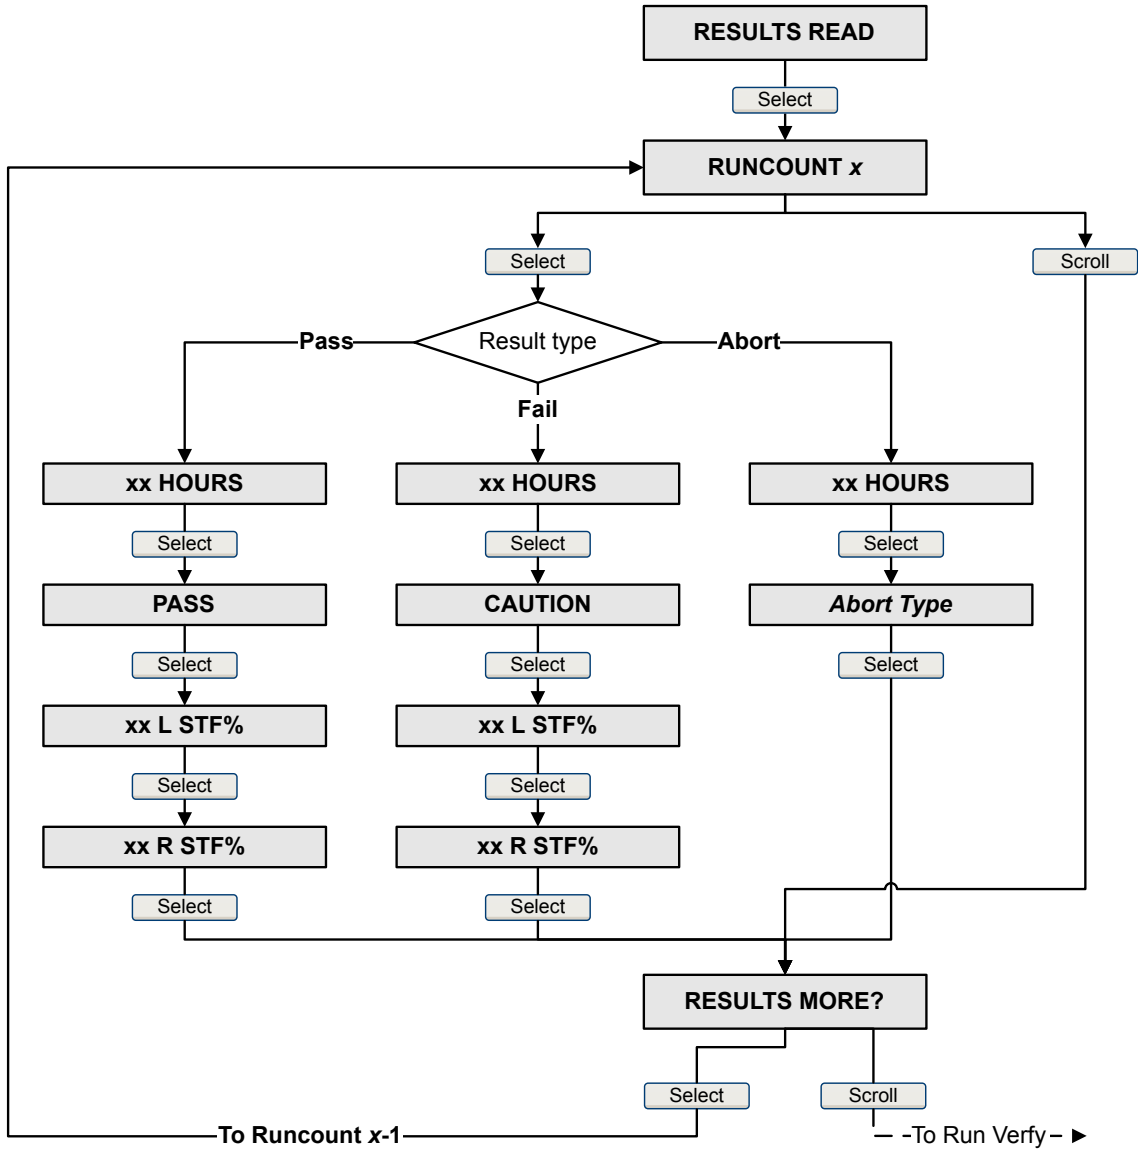 RESULTS READ
Select
RUNCOUNT x
Select
Scroll
Pass
Result type
Abort
Fail
xx HOURS
xx HOURS
xx HOURS
Select
Select
Select
PASS
CAUTION
Abort Type
Select
Select
Select
xx L STF%
xx L STF%
Select
Select
xx R STF%
xx R STF%
Select
Select
RESULTS MORE?
Select
Scroll
To Runcount x-1
To Run Verfy